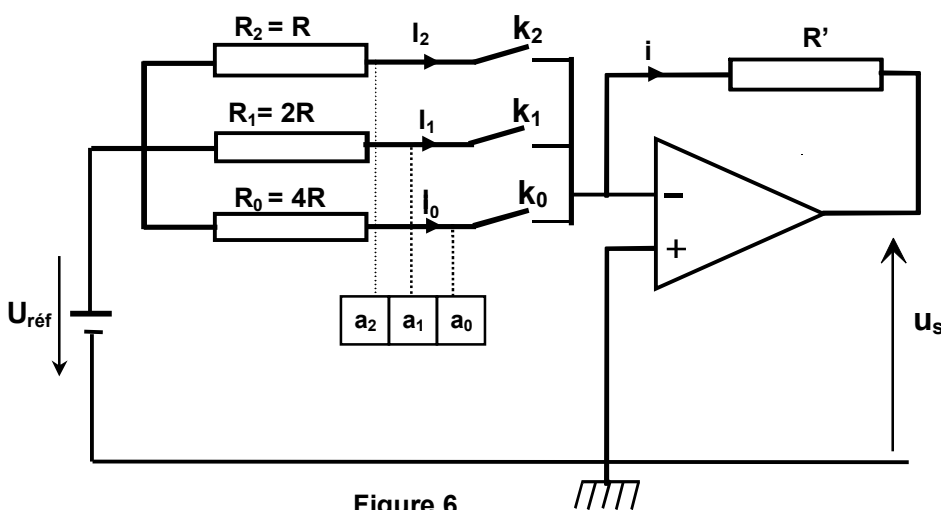 R₂ = R
I₂
k₂
i
R’
R₁= 2R
I₁
k₁
R₀ = 4R
I₀
k₀
−
+
Uréf
a₂ a₁ a₀
uₛ
Figure 6